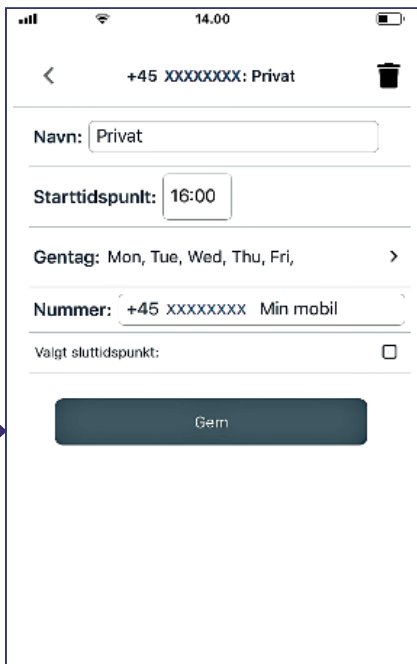 14.00
+45 XXXXXXXX: Privat
Navn: Privat
Starttidspunlt: 16:00
Gentag: Mon, Tue, Wed, Thu, Fri,
Nummer: +45 XXXXXXXX Min mobil
Valgt sluttidspunkt:
Gem